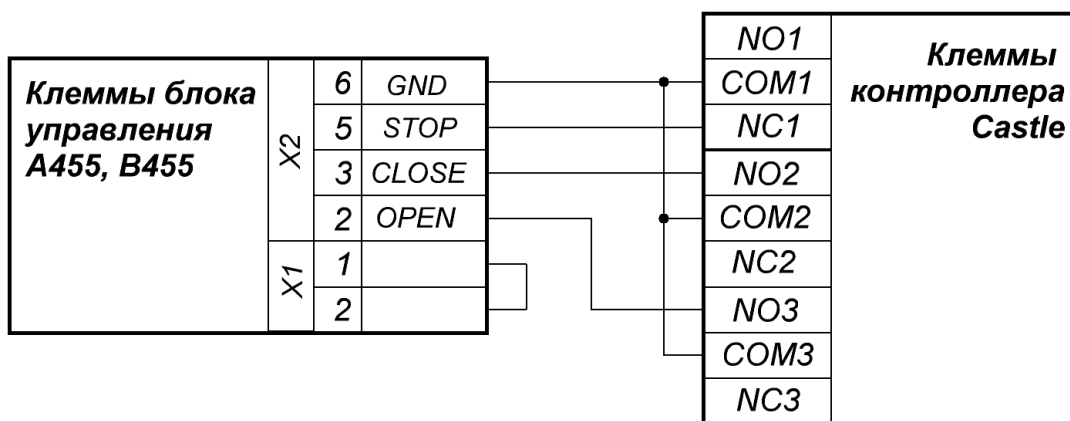 Клеммы блока
управления
А455, В455
X2
6 GND
5 STOP
3 CLOSE
2 OPEN
X1
1
2
NO1
COM1
NC1
NO2
COM2
NC2
NO3
COM3
NC3
Клеммы
контроллера
Castle